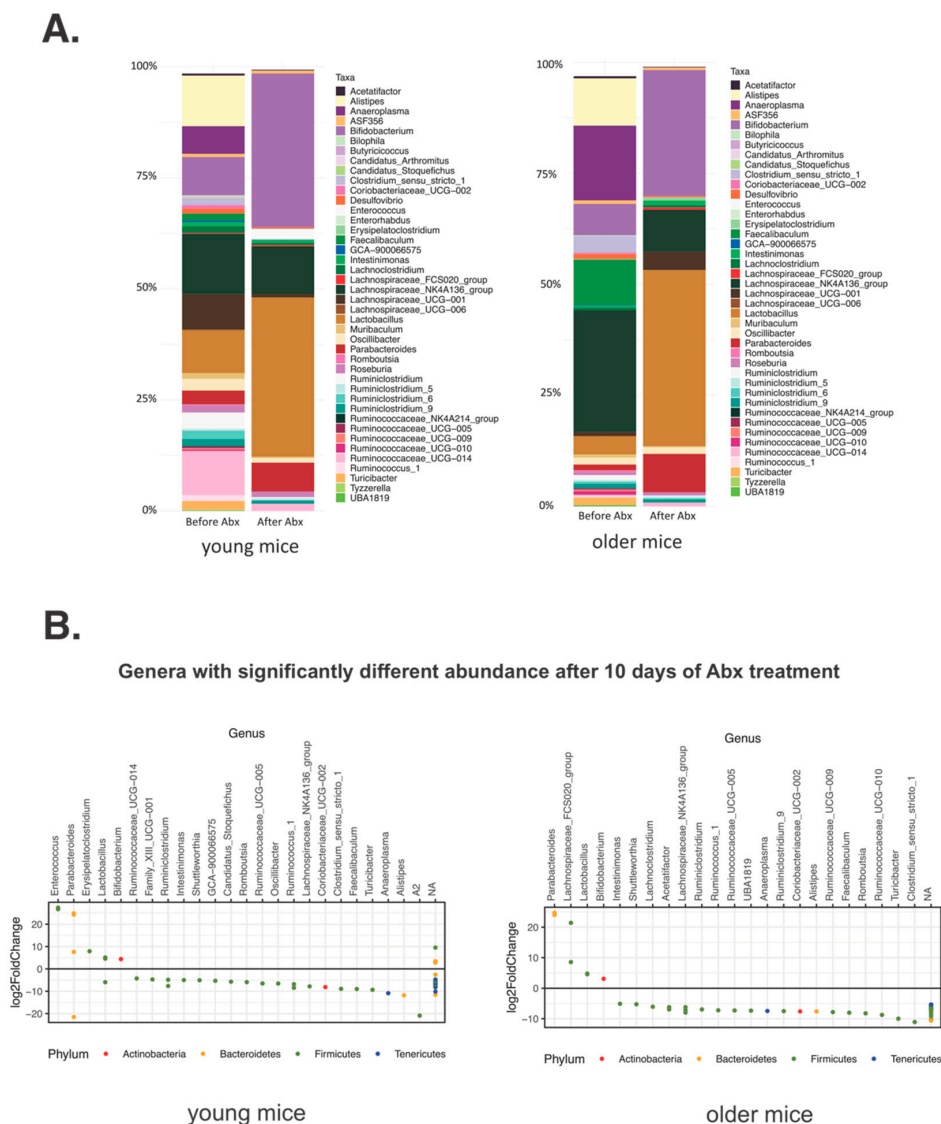 A.
100%
75%
50%
25%
0%
Before Abx After Abx
young mice
Taxa
Acetatifactor
Alistipes
Anaeroplasma
ASF356
Bifidobacterium
Bilophila
Butyricicoccus
Candidatus_Arthromitus
Candidatus_Stoquefichus
Clostridium_sensu_stricto_1
Coriobacteriaceae_UCG-002
Desulfovibrio
Enterococcus
Enterorhabdus
Erysipelatoclostridium
Faecalibaculum
GCA-900066575
Intestinimonas
Lachnoclostridium
Lachnospiraceae_FCS020_group
Lachnospiraceae_NK4A136_group
Lachnospiraceae_UCG-001
Lachnospiraceae_UCG-006
Lactobacillus
Muribaculum
Oscillibacter
Parabacteroides
Romboutsia
Roseburia
Ruminiclostridium
Ruminiclostridium_5
Ruminiclostridium_6
Ruminiclostridium_9
Ruminococcaceae_NK4A214_group
Ruminococcaceae_UCG-005
Ruminococcaceae_UCG-009
Ruminococcaceae_UCG-010
Ruminococcaceae_UCG-014
Ruminococcus_1
Turicibacter
Tyzzerella
UBA1819
100%
75%
50%
25%
0%
Before Abx After Abx
older mice
Taxa
Acetatifactor
Alistipes
Anaeroplasma
ASF356
Bifidobacterium
Bilophila
Butyricicoccus
Candidatus_Arthromitus
Candidatus_Stoquefichus
Clostridium_sensu_stricto_1
Coriobacteriaceae_UCG-002
Desulfovibrio
Enterococcus
Enterorhabdus
Erysipelatoclostridium
Faecalibaculum
GCA-900066575
Intestinimonas
Lachnoclostridium
Lachnospiraceae_FCS020_group
Lachnospiraceae_NK4A136_group
Lachnospiraceae_UCG-001
Lachnospiraceae_UCG-006
Lactobacillus
Muribaculum
Oscillibacter
Parabacteroides
Romboutsia
Roseburia
Ruminiclostridium
Ruminiclostridium_5
Ruminiclostridium_6
Ruminiclostridium_9
Ruminococcaceae_NK4A214_group
Ruminococcaceae_UCG-005
Ruminococcaceae_UCG-009
Ruminococcaceae_UCG-010
Ruminococcaceae_UCG-014
Ruminococcus_1
Turicibacter
Tyzzerella
UBA1819
B.
Genera with significantly different abundance after 10 days of Abx treatment
Genus
Enterococcus
Parabacteroides
Erysipelatoclostridium
Lactobacillus
Bifidobacterium
Ruminococcaceae_UCG-014
Family_XIII_UCG-001
Ruminiclostridium
Intestinimonas
Shuttleworthia
GCA-900066575
Candidatus_Stoquefichus
Romboutsia
Ruminococcaceae_UCG-005
Oscillibacter
Ruminococcus_1
Lachnospiraceae_NK4A136_group
Coriobacteriaceae_UCG-002
Clostridium_sensu_stricto_1
Faecalibaculum
Turicibacter
Anaeroplasma
Alistipes
A2
NA
log2FoldChange
20
10
0
−10
−20
Phylum Actinobacteria Bacteroidetes Firmicutes Tenericutes
young mice
Genus
Parabacteroides
Lachnospiraceae_FCS020_group
Lactobacillus
Bifidobacterium
Intestinimonas
Shuttleworthia
Lachnoclostridium
Acetatifactor
Lachnospiraceae_NK4A136_group
Ruminiclostridium
Ruminococcus_1
Ruminococcaceae_UCG-005
UBA1819
Anaeroplasma
Ruminiclostridium_9
Coriobacteriaceae_UCG-002
Alistipes
Ruminococcaceae_UCG-009
Faecalibaculum
Romboutsia
Ruminococcaceae_UCG-010
Turicibacter
Clostridium_sensu_stricto_1
NA
log2FoldChange
20
10
0
−10
Phylum Actinobacteria Bacteroidetes Firmicutes Tenericutes
older mice